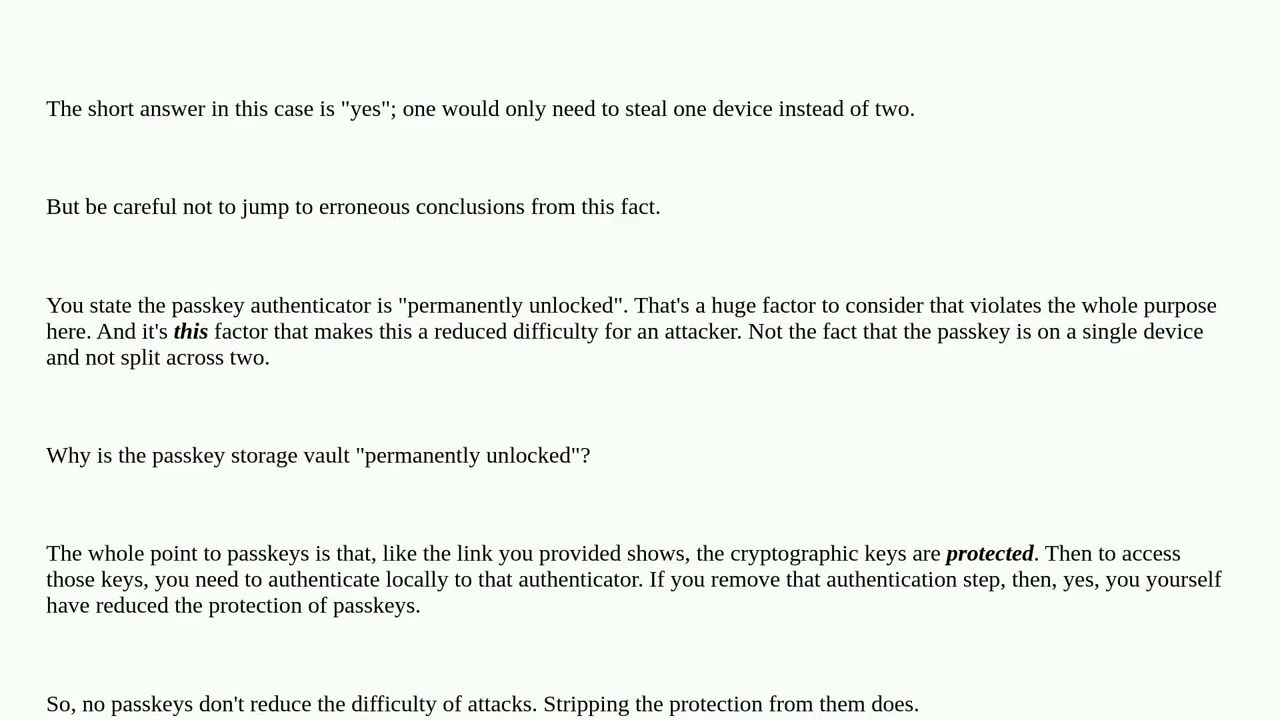 The short answer in this case is "yes"; one would only need to steal one device instead of two.
But be careful not to jump to erroneous conclusions from this fact.
You state the passkey authenticator is "permanently unlocked". That's a huge factor to consider that violates the whole purpose
here. And it's this factor that makes this a reduced difficulty for an attacker. Not the fact that the passkey is on a single device
and not split across two.
Why is the passkey storage vault "permanently unlocked"?
The whole point to passkeys is that, like the link you provided shows, the cryptographic keys are protected. Then to access
those keys, you need to authenticate locally to that authenticator. If you remove that authentication step, then, yes, you yourself
have reduced the protection of passkeys.
So, no passkeys don't reduce the difficulty of attacks. Stripping the protection from them does.